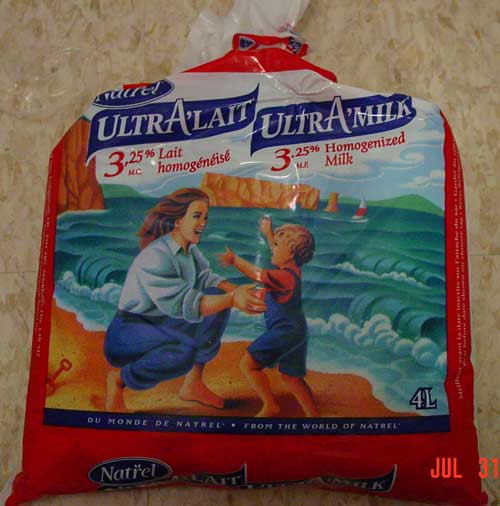 Natrel
ULTRA'LAIT
ULTRA'MILK
3,25% Lait
M.G.
homogénéisé
3,25% Homogenized
M.F.
Milk
4L
DU MONDE DE NATREL • FROM THE WORLD OF NATREL
Natrel
JUL 31